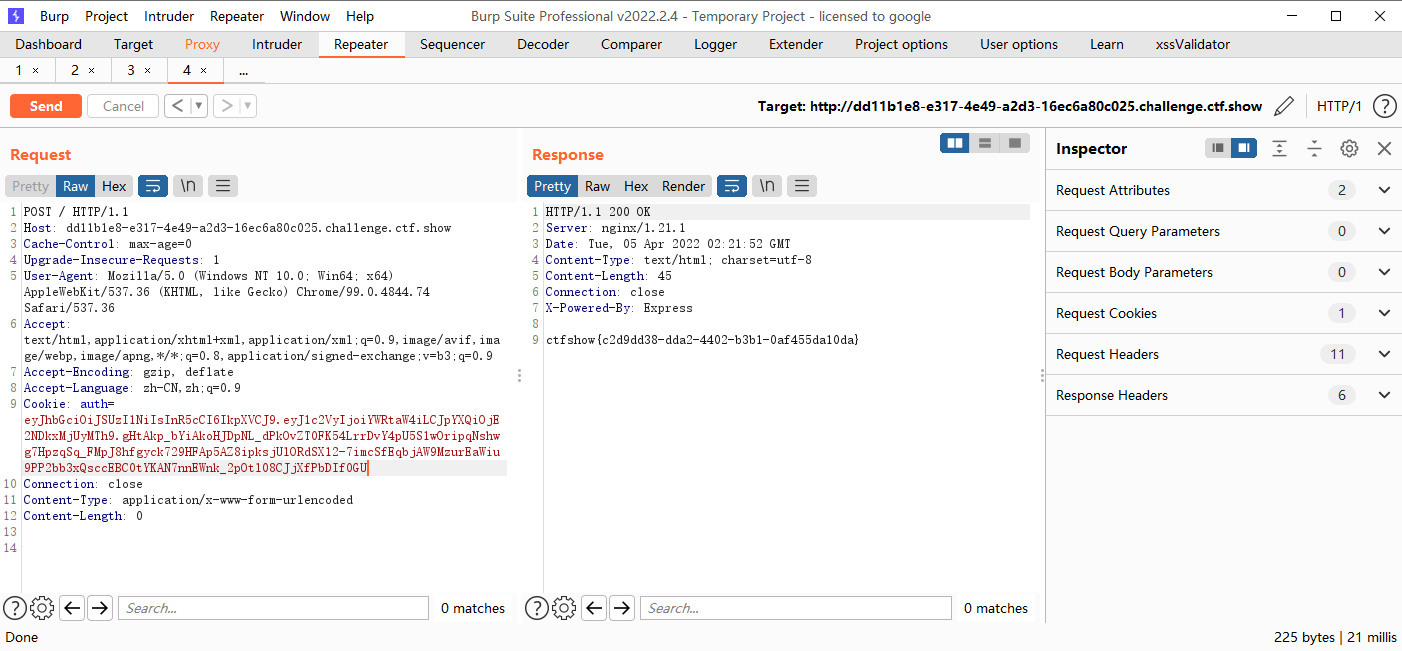 Burp Project Intruder Repeater Window Help Burp Suite Professional v2022.2.4 - Temporary Project - licensed to google
Dashboard Target Proxy Intruder Repeater Sequencer Decoder Comparer Logger Extender Project options User options Learn xssValidator
1 × 2 × 3 × 4 × ...
Send Cancel < > Target: http://dd11b1e8-e317-4e49-a2d3-16ec6a80c025.challenge.ctf.show HTTP/1 ?
Request
Pretty Raw Hex \n
1 POST / HTTP/1.1
2 Host: dd11b1e8-e317-4e49-a2d3-16ec6a80c025.challenge.ctf.show
3 Cache-Control: max-age=0
4 Upgrade-Insecure-Requests: 1
5 User-Agent: Mozilla/5.0 (Windows NT 10.0; Win64; x64)
AppleWebKit/537.36 (KHTML, like Gecko) Chrome/99.0.4844.74
Safari/537.36
6 Accept:
text/html,application/xhtml+xml,application/xml;q=0.9,image/avif,ima
ge/webp,image/apng,*/*;q=0.8,application/signed-exchange;v=b3;q=0.9
7 Accept-Encoding: gzip, deflate
8 Accept-Language: zh-CN,zh;q=0.9
9 Cookie: auth=
eyJhbGciOiJSUzI1NiIsInR5cCI6IkpXVCJ9.eyJ1c2VyIjoiYWRtaW4iLCJpYXQiOjE
2NDkxMjUyMTh9.gHtAkp_bYiAkoHJDpNL_dPkOvZT0FK54LrrDvY4pU5S1wOripqNshw
g7HpzqSq_FMpJ8hfgyck729HFAp5AZ8ipksjUlORdSX12-7imcSfEqbjAW9MzurEaWiu
9PP2bb3xQsccEBC0tYKAN7nnEWnk_2pOtl08CJjXfPbDIf0GU
10 Connection: close
11 Content-Type: application/x-www-form-urlencoded
12 Content-Length: 0
13
14
? Search... 0 matches
Response
Pretty Raw Hex Render \n
1 HTTP/1.1 200 OK
2 Server: nginx/1.21.1
3 Date: Tue, 05 Apr 2022 02:21:52 GMT
4 Content-Type: text/html; charset=utf-8
5 Content-Length: 45
6 Connection: close
7 X-Powered-By: Express
8
9 ctfshow{c2d9dd38-dda2-4402-b3b1-0af455da10da}
? Search... 0 matches
Inspector
Request Attributes 2
Request Query Parameters 0
Request Body Parameters 0
Request Cookies 1
Request Headers 11
Response Headers 6
Done 225 bytes | 21 millis